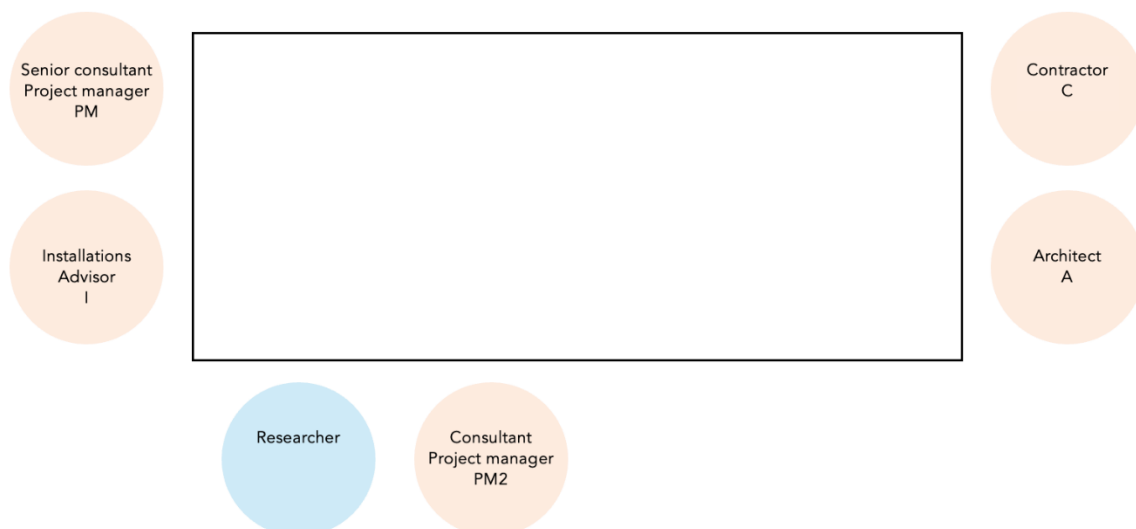 Senior consultant
Project manager
PM
Contractor
C
Installations
Advisor
I
Architect
A
Researcher
Consultant
Project manager
PM2